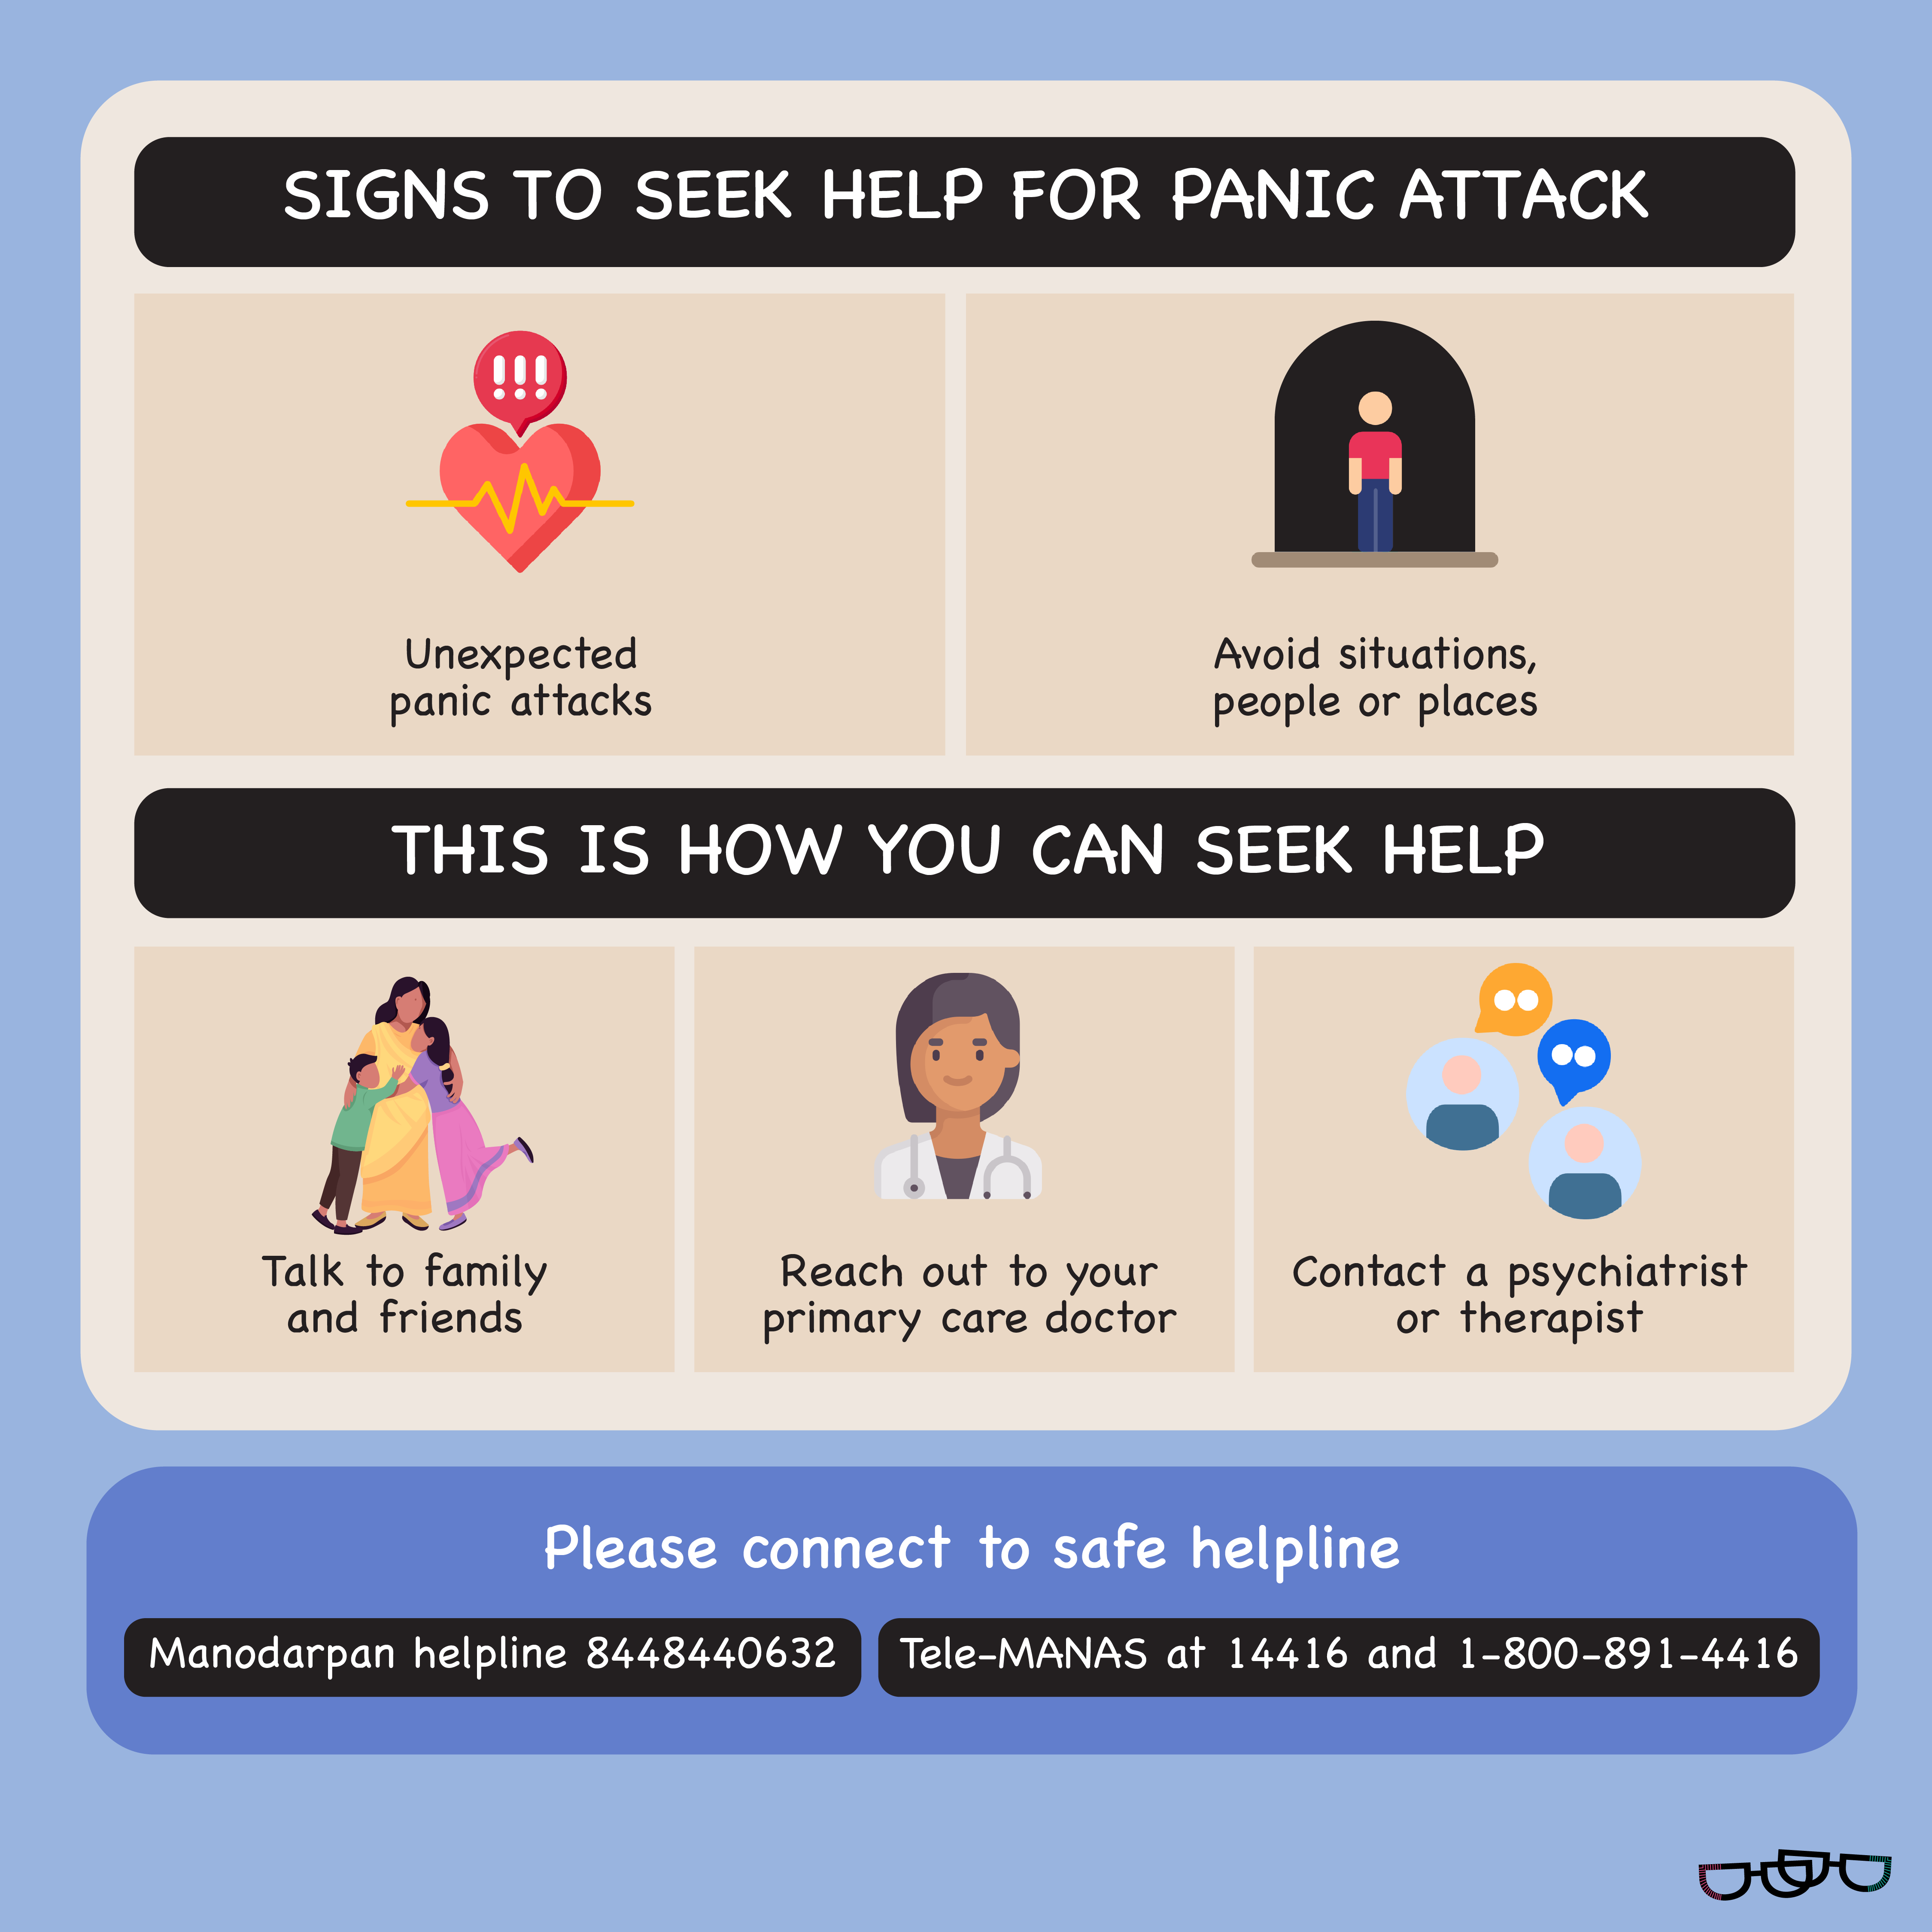 SIGNS TO SEEK HELP FOR PANIC ATTACK
Unexpected
panic attacks
Avoid situations,
people or places
THIS IS HOW YOU CAN SEEK HELP
Talk to family
and friends
Reach out to your
primary care doctor
Contact a psychiatrist
or therapist
Please connect to safe helpline
Manodarpan helpline 8448440632
Tele-MANAS at 14416 and 1-800-891-4416